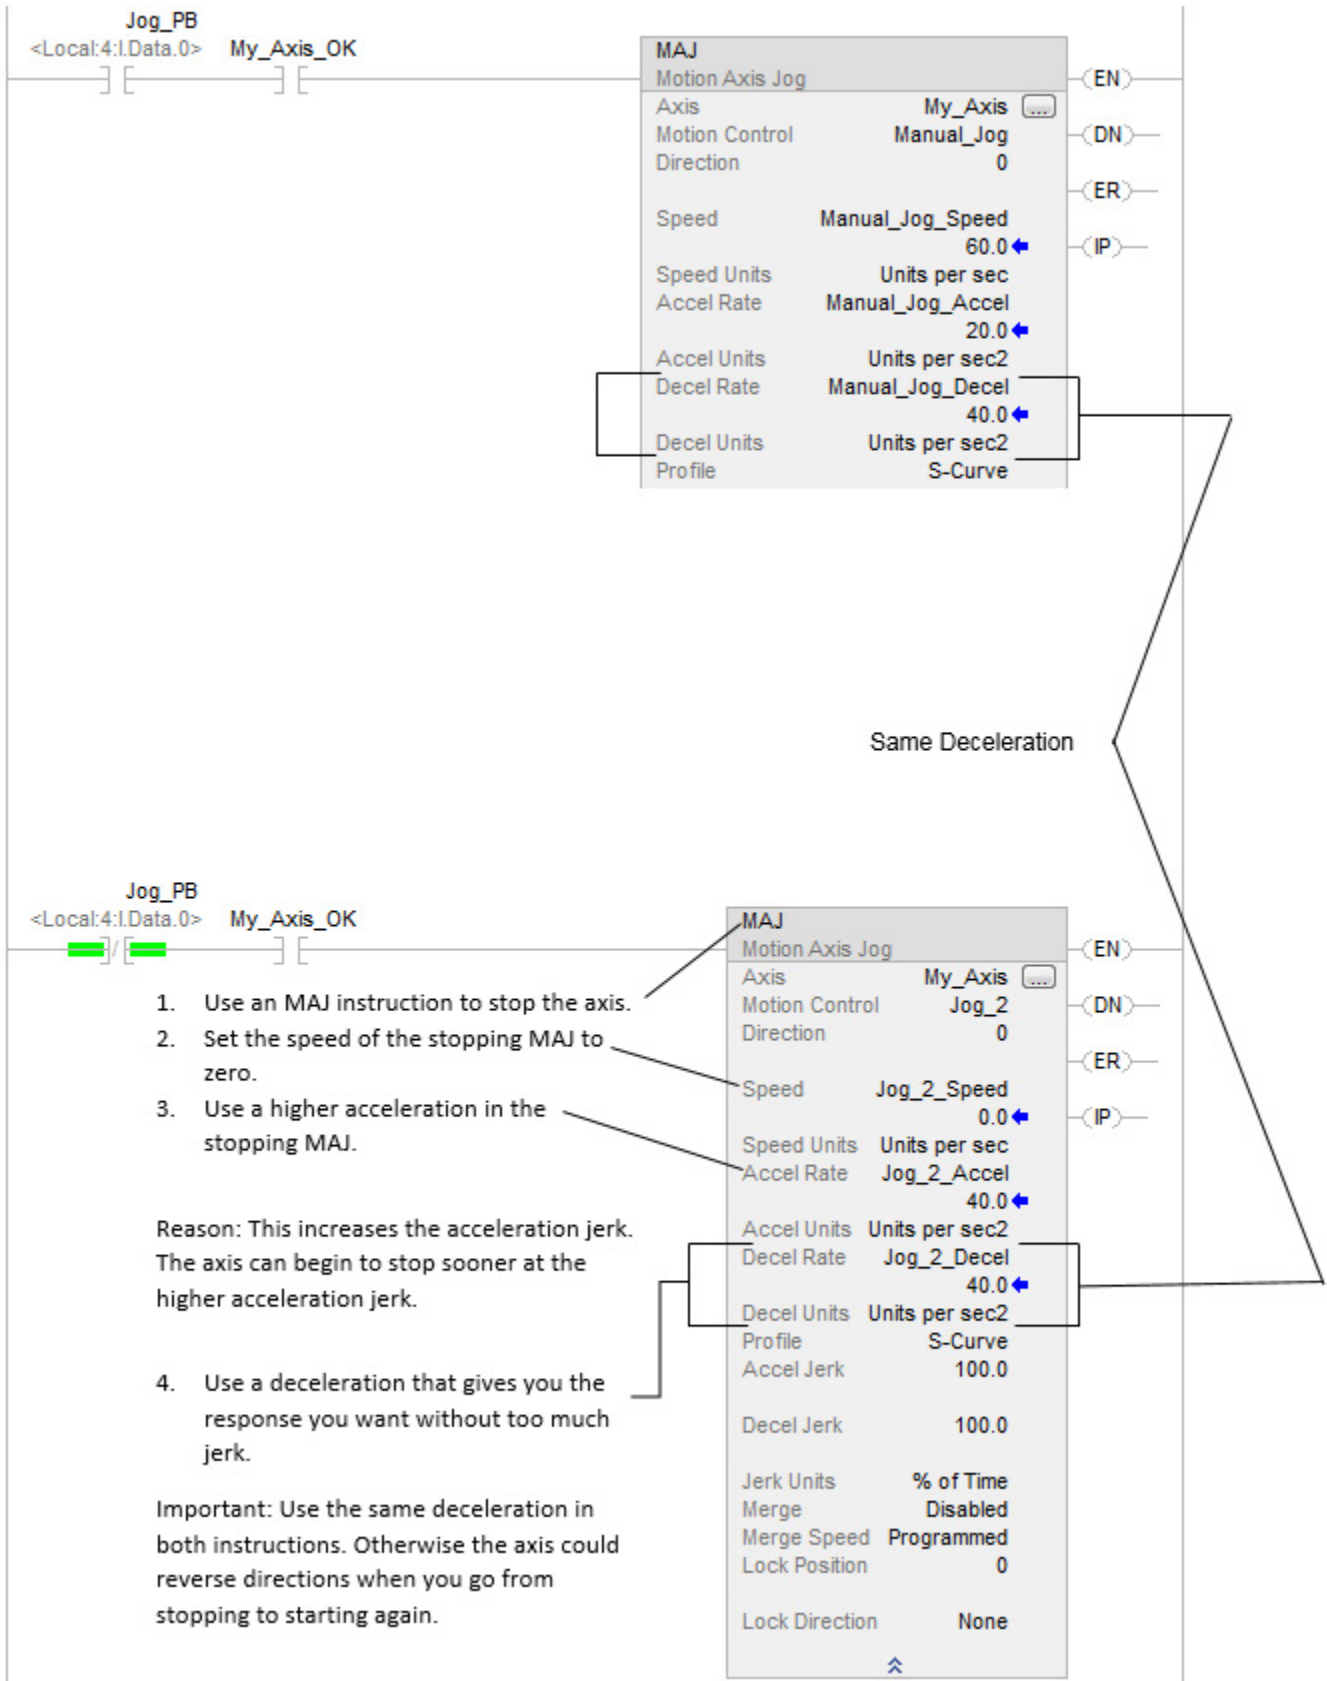 Jog_PB
<Local:4:I.Data.0> My_Axis_OK
MAJ
Motion Axis Jog
Axis My_Axis ...
Motion Control Manual_Jog
Direction 0
Speed Manual_Jog_Speed
60.0
Speed Units Units per sec
Accel Rate Manual_Jog_Accel
20.0
Accel Units Units per sec2
Decel Rate Manual_Jog_Decel
40.0
Decel Units Units per sec2
Profile S-Curve
(EN)
(DN)
(ER)
(IP)
Same Deceleration
Jog_PB
<Local:4:I.Data.0> My_Axis_OK
1. Use an MAJ instruction to stop the axis.
2. Set the speed of the stopping MAJ to
zero.
3. Use a higher acceleration in the
stopping MAJ.
Reason: This increases the acceleration jerk.
The axis can begin to stop sooner at the
higher acceleration jerk.
4. Use a deceleration that gives you the
response you want without too much
jerk.
Important: Use the same deceleration in
both instructions. Otherwise the axis could
reverse directions when you go from
stopping to starting again.
MAJ
Motion Axis Jog
Axis My_Axis ...
Motion Control Jog_2
Direction 0
Speed Jog_2_Speed
0.0
Speed Units Units per sec
Accel Rate Jog_2_Accel
40.0
Accel Units Units per sec2
Decel Rate Jog_2_Decel
40.0
Decel Units Units per sec2
Profile S-Curve
Accel Jerk 100.0
Decel Jerk 100.0
Jerk Units % of Time
Merge Disabled
Merge Speed Programmed
Lock Position 0
Lock Direction None
(EN)
(DN)
(ER)
(IP)